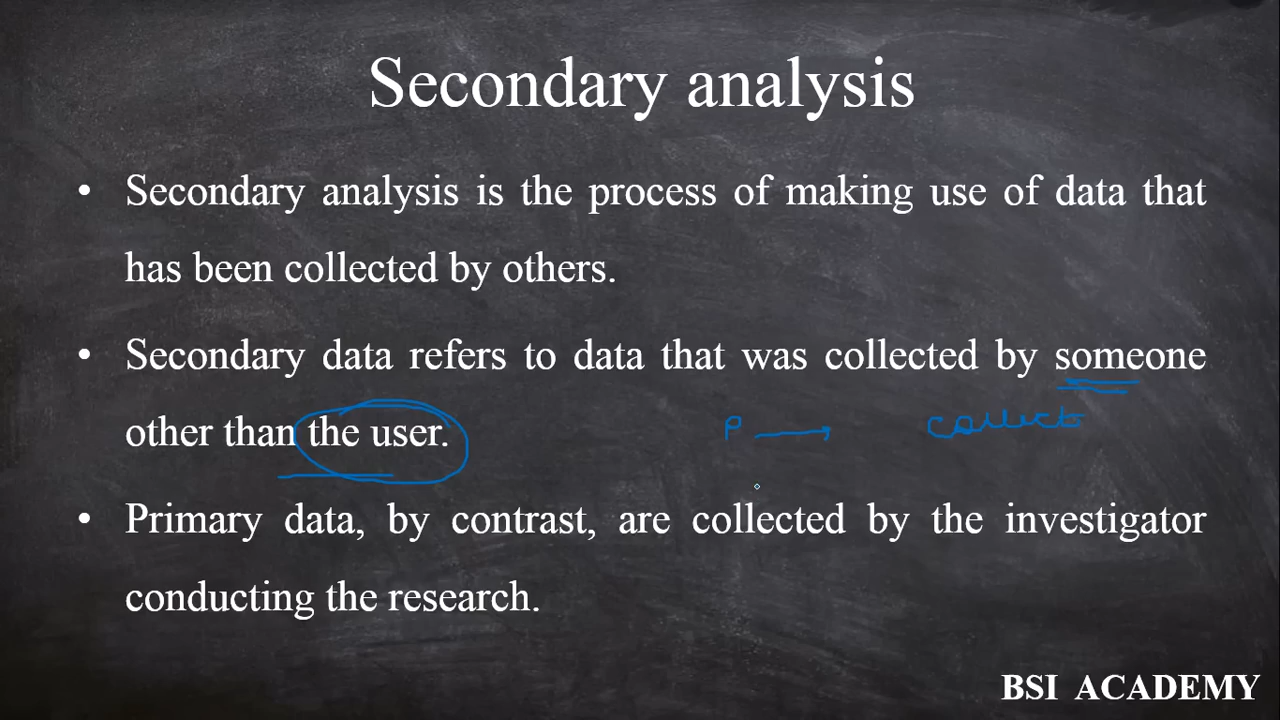 Secondary analysis
• Secondary analysis is the process of making use of data that
has been collected by others.
• Secondary data refers to data that was collected by someone
other than the user.
P → collects
• Primary data, by contrast, are collected by the investigator
conducting the research.
BSI ACADEMY